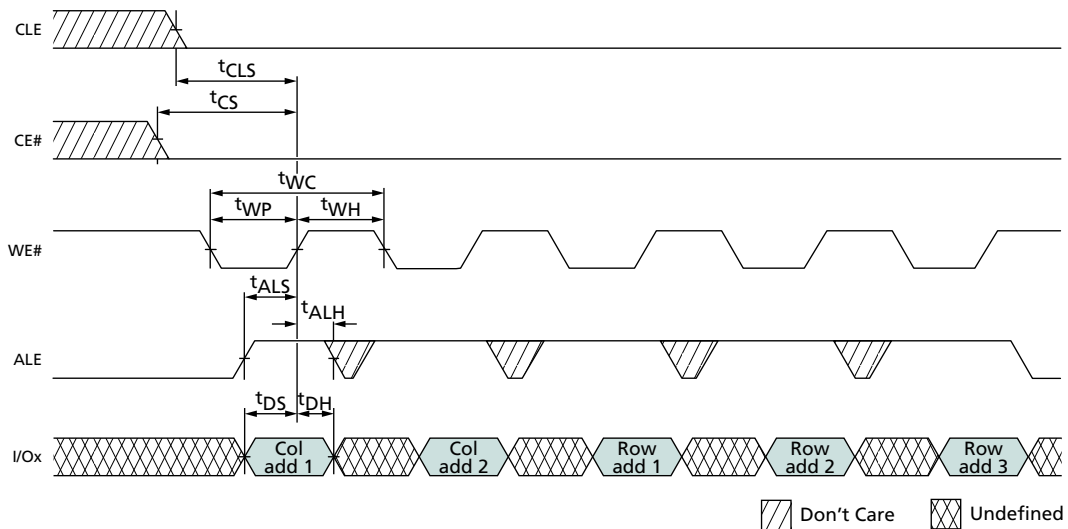 CLE
tCLS
tCS
CE#
tWC
tWP
tWH
WE#
tALS
tALH
ALE
tDS
tDH
I/Ox
Col
add 1
Col
add 2
Row
add 1
Row
add 2
Row
add 3
Don't Care
Undefined